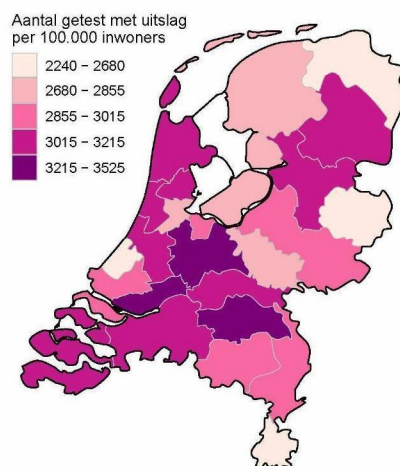 Aantal getest met uitslag
per 100.000 inwoners
2240 - 2680
2680 - 2855
2855 - 3015
3015 - 3215
3215 - 3525